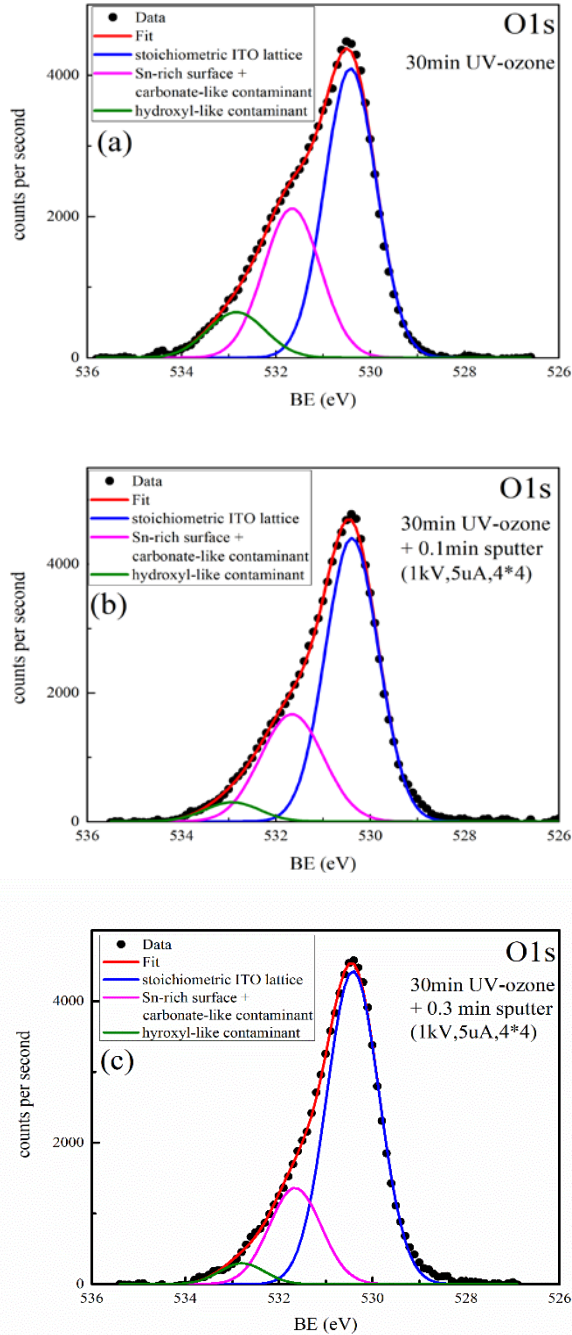 Data
Fit
stoichiometric ITO lattice
Sn-rich surface +
carbonate-like contaminant
hydroxyl-like contaminant
O1s
30min UV-ozone
(a)
4000
2000
0
counts per second
536 534 532 530 528 526
BE (eV)
Data
Fit
stoichiometric ITO lattice
Sn-rich surface +
carbonate-like contaminant
hydroxyl-like contaminant
O1s
30min UV-ozone
+ 0.1min sputter
(1kV,5uA,4*4)
(b)
4000
2000
0
counts per second
536 534 532 530 528 526
BE (eV)
Data
Fit
stoichiometric ITO lattice
Sn-rich surface +
carbonate-like contaminant
hyroxyl-like contaminant
O1s
30min UV-ozone
+ 0.3 min sputter
(1kV,5uA,4*4)
(c)
4000
2000
0
counts per second
536 534 532 530 528 526
BE (eV)